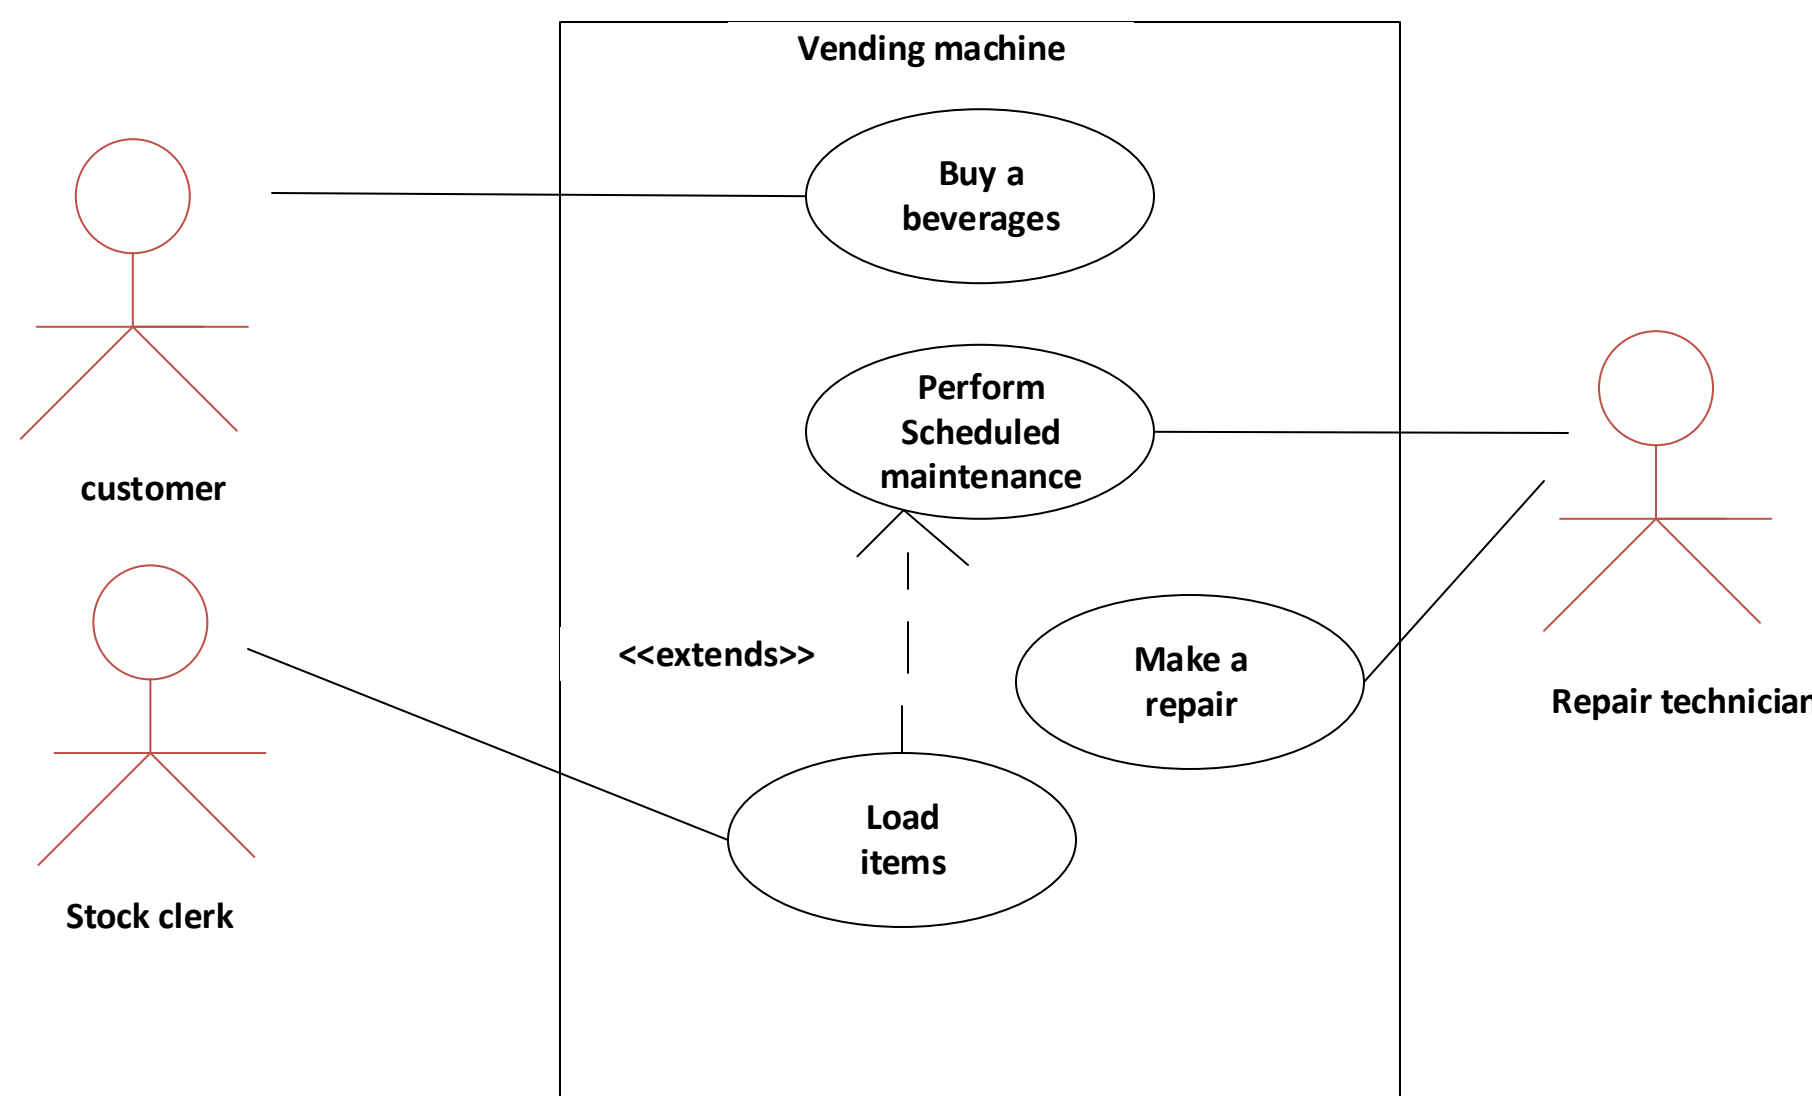 Vending machine
Buy a
beverages
customer
Perform
Scheduled
maintenance
<<extends>>
Make a
repair
Repair technician
Load
items
Stock clerk